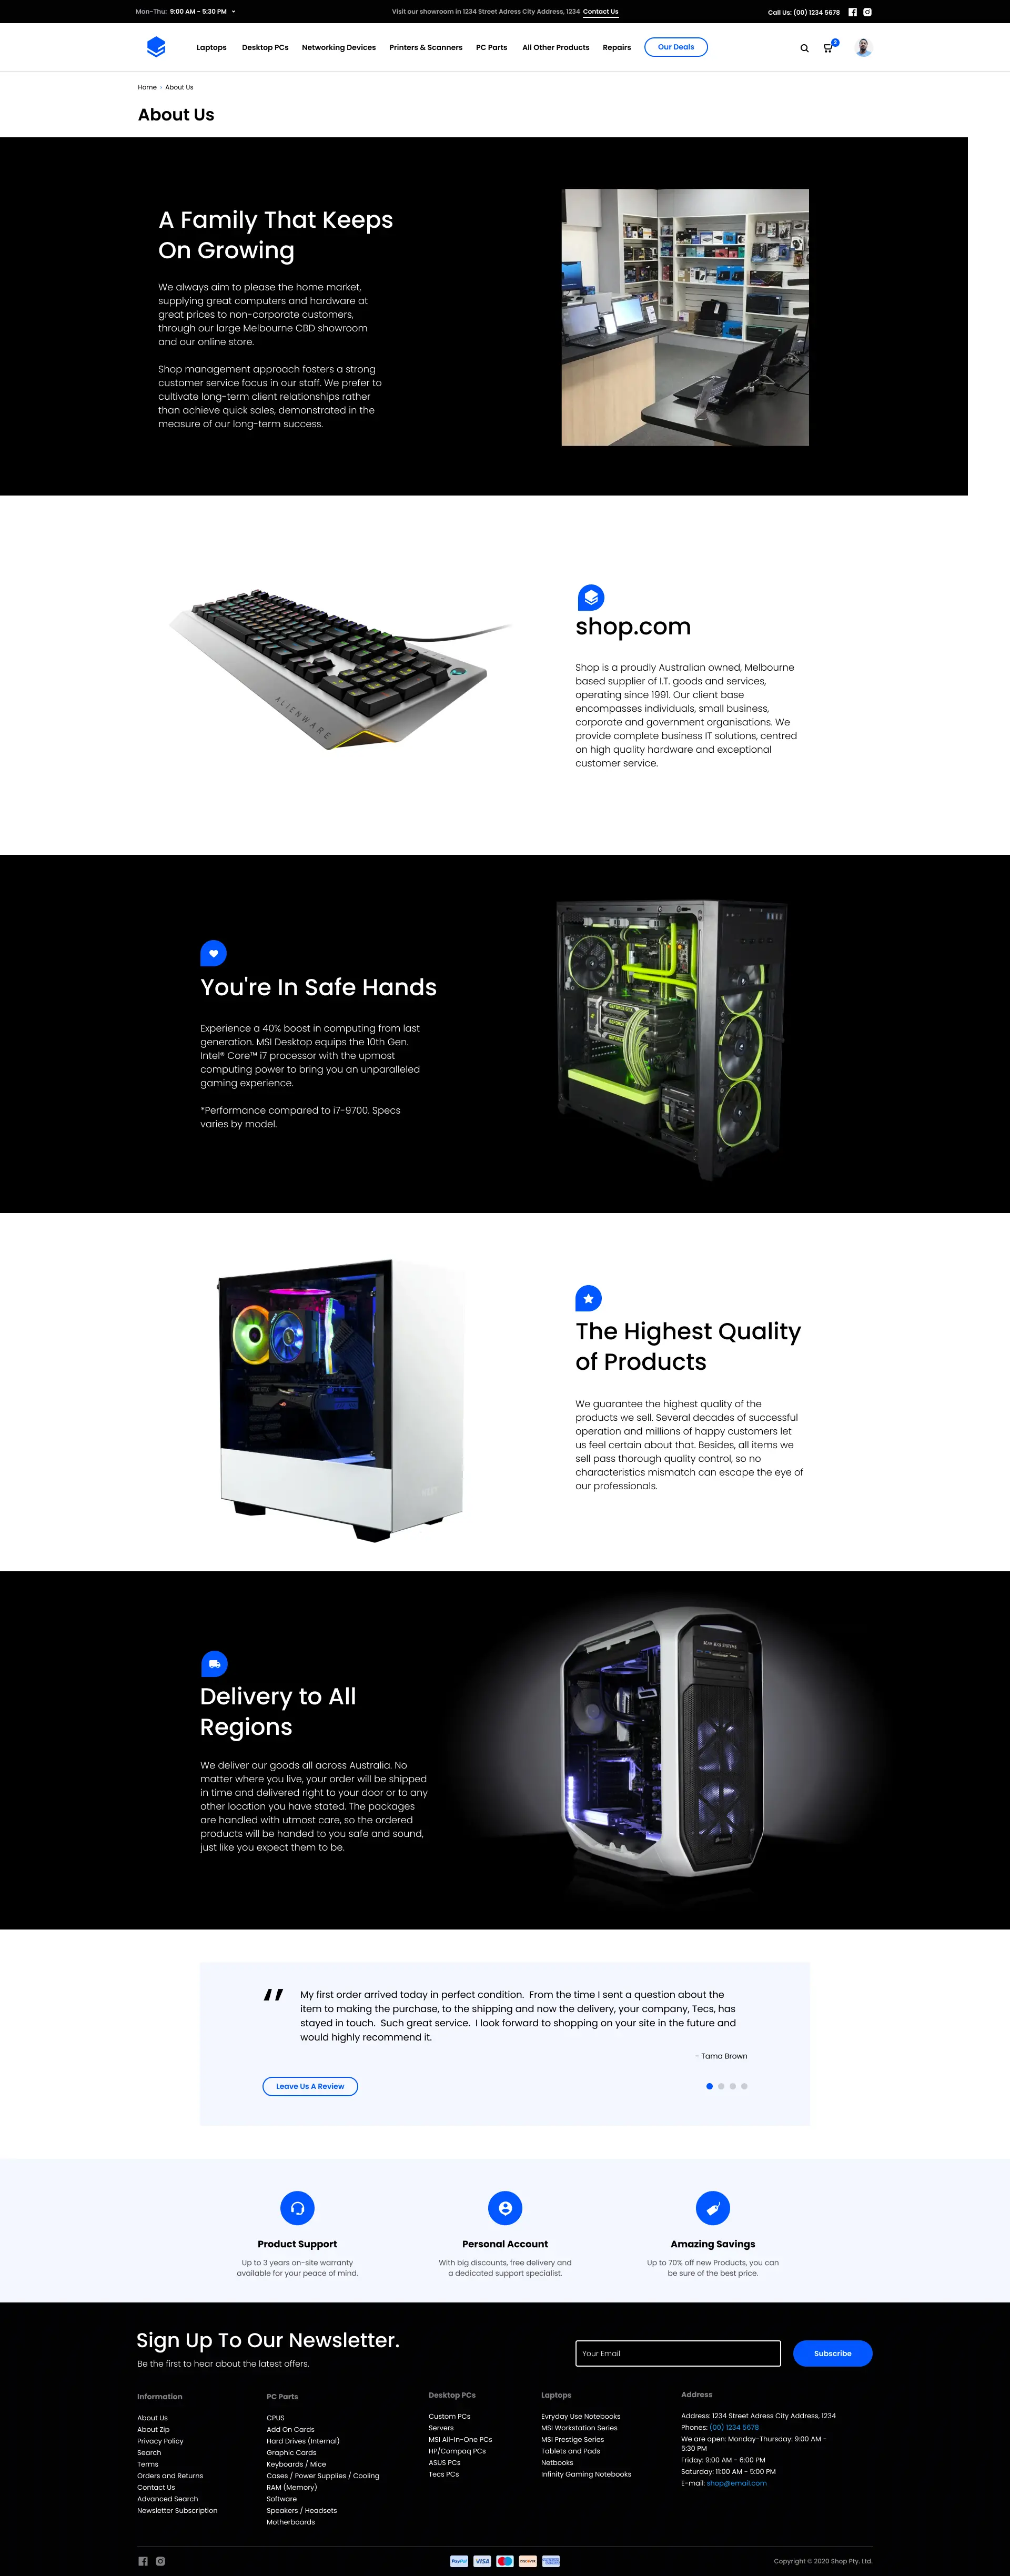 Mon-Thu: 9:00 AM - 5:30 PM
Visit our showroom in 1234 Street Adress City Address, 1234 Contact Us
Call Us: (00) 1234 5678
Laptops Desktop PCs Networking Devices Printers & Scanners PC Parts All Other Products Repairs Our Deals
2
Home › About Us
About Us
A Family That Keeps
On Growing
We always aim to please the home market,
supplying great computers and hardware at
great prices to non-corporate customers,
through our large Melbourne CBD showroom
and our online store.
Shop management approach fosters a strong
customer service focus in our staff. We prefer to
cultivate long-term client relationships rather
than achieve quick sales, demonstrated in the
measure of our long-term success.
ALIENWARE
shop.com
Shop is a proudly Australian owned, Melbourne
based supplier of I.T. goods and services,
operating since 1991. Our client base
encompasses individuals, small business,
corporate and government organisations. We
provide complete business IT solutions, centred
on high quality hardware and exceptional
customer service.
You're In Safe Hands
Experience a 40% boost in computing from last
generation. MSI Desktop equips the 10th Gen.
Intel® Core™ i7 processor with the upmost
computing power to bring you an unparalleled
gaming experience.
*Performance compared to i7-9700. Specs
varies by model.
The Highest Quality
of Products
We guarantee the highest quality of the
products we sell. Several decades of successful
operation and millions of happy customers let
us feel certain about that. Besides, all items we
sell pass thorough quality control, so no
characteristics mismatch can escape the eye of
our professionals.
Delivery to All
Regions
We deliver our goods all across Australia. No
matter where you live, your order will be shipped
in time and delivered right to your door or to any
other location you have stated. The packages
are handled with utmost care, so the ordered
products will be handed to you safe and sound,
just like you expect them to be.
My first order arrived today in perfect condition. From the time I sent a question about the
item to making the purchase, to the shipping and now the delivery, your company, Tecs, has
stayed in touch. Such great service. I look forward to shopping on your site in the future and
would highly recommend it.
- Tama Brown
Leave Us A Review
Product Support
Up to 3 years on-site warranty
available for your peace of mind.
Personal Account
With big discounts, free delivery and
a dedicated support specialist.
Amazing Savings
Up to 70% off new Products, you can
be sure of the best price.
Sign Up To Our Newsletter.
Be the first to hear about the latest offers.
Your Email
Subscribe
Information
About Us
About Zip
Privacy Policy
Search
Terms
Orders and Returns
Contact Us
Advanced Search
Newsletter Subscription
PC Parts
CPUS
Add On Cards
Hard Drives (Internal)
Graphic Cards
Keyboards / Mice
Cases / Power Supplies / Cooling
RAM (Memory)
Software
Speakers / Headsets
Motherboards
Desktop PCs
Custom PCs
Servers
MSI All-In-One PCs
HP/Compaq PCs
ASUS PCs
Tecs PCs
Laptops
Evryday Use Notebooks
MSI Workstation Series
MSI Prestige Series
Tablets and Pads
Netbooks
Infinity Gaming Notebooks
Address
Address: 1234 Street Adress City Address, 1234
Phones: (00) 1234 5678
We are open: Monday-Thursday: 9:00 AM -
5:30 PM
Friday: 9:00 AM - 6:00 PM
Saturday: 11:00 AM - 5:00 PM
E-mail: shop@email.com
PayPal VISA DISCOVER
Copyright © 2020 Shop Pty. Ltd.